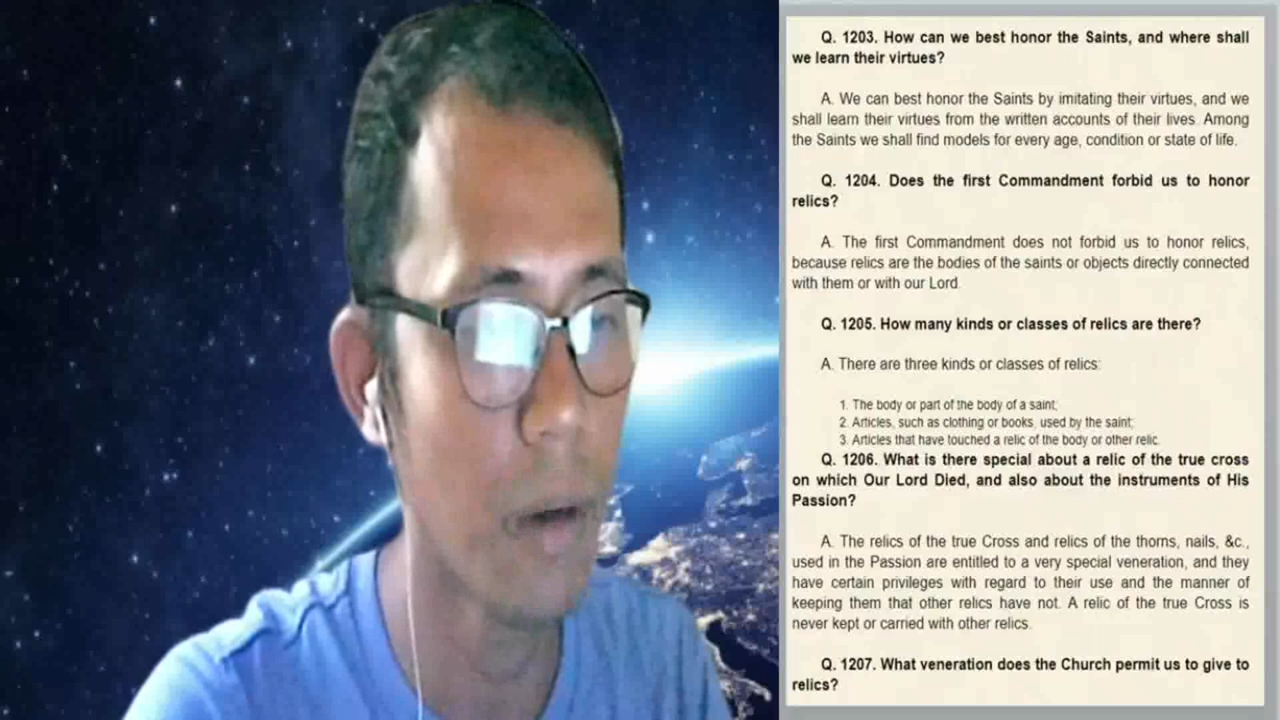 Q. 1203. How can we best honor the Saints, and where shall
we learn their virtues?
A. We can best honor the Saints by imitating their virtues, and we
shall learn their virtues from the written accounts of their lives. Among
the Saints we shall find models for every age, condition or state of life.
Q. 1204. Does the first Commandment forbid us to honor
relics?
A. The first Commandment does not forbid us to honor relics,
because relics are the bodies of the saints or objects directly connected
with them or with our Lord.
Q. 1205. How many kinds or classes of relics are there?
A. There are three kinds or classes of relics:
1. The body or part of the body of a saint;
2. Articles, such as clothing or books, used by the saint;
3. Articles that have touched a relic of the body or other relic.
Q. 1206. What is there special about a relic of the true cross
on which Our Lord Died, and also about the instruments of His
Passion?
A. The relics of the true Cross and relics of the thorns, nails, &c.,
used in the Passion are entitled to a very special veneration, and they
have certain privileges with regard to their use and the manner of
keeping them that other relics have not. A relic of the true Cross is
never kept or carried with other relics.
Q. 1207. What veneration does the Church permit us to give to
relics?